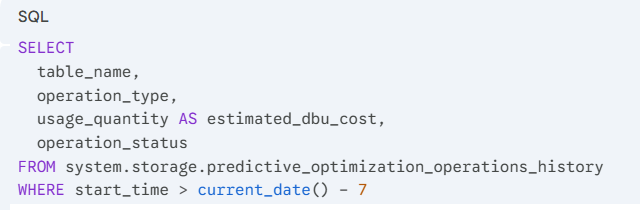 SQL
SELECT
table_name,
operation_type,
usage_quantity AS estimated_dbu_cost,
operation_status
FROM system.storage.predictive_optimization_operations_history
WHERE start_time > current_date() - 7